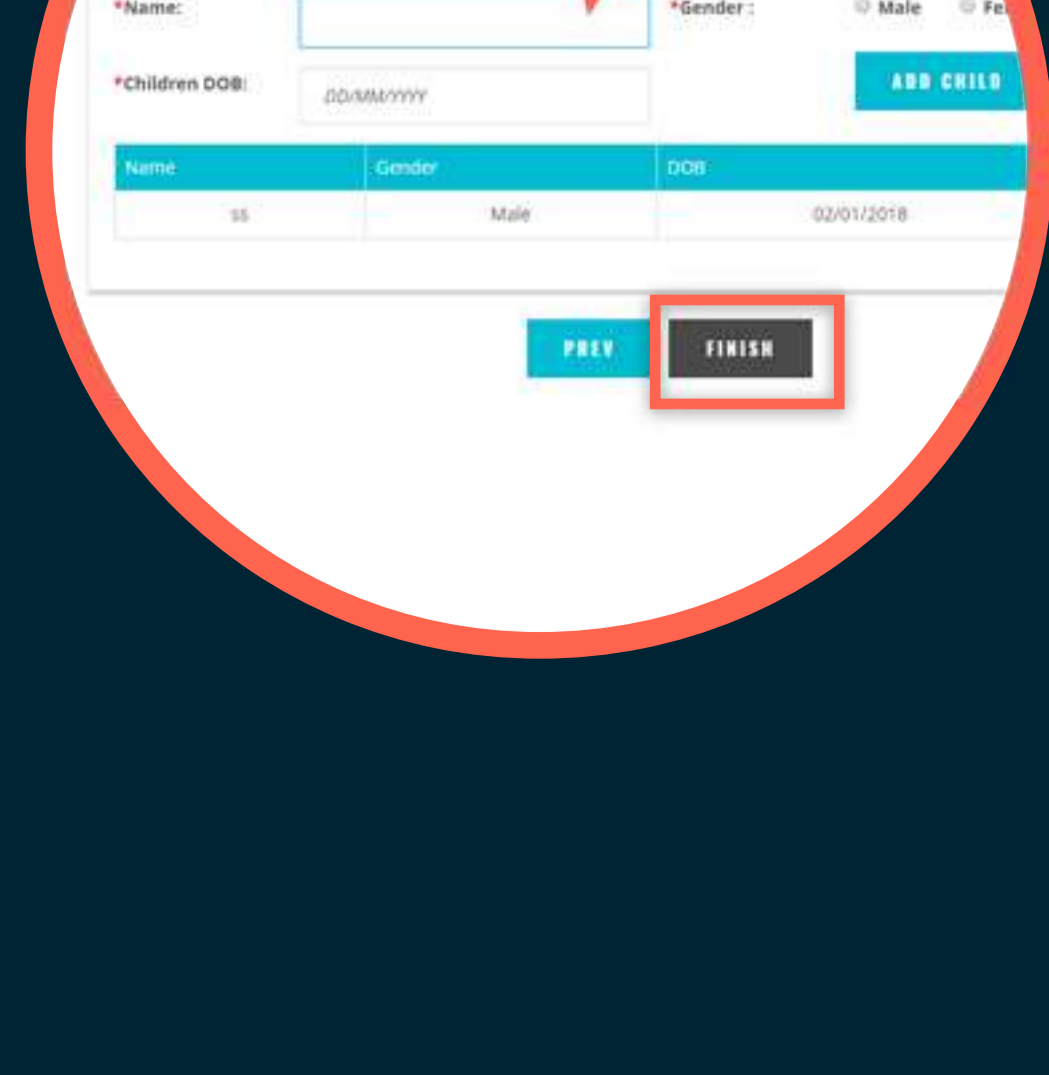 *Name: *Gender : Male Fe
*Children DOB: DD/MM/YYYY ADD CHILD
Name Gender DOB
ss Male 02/01/2018
PREV FINISH